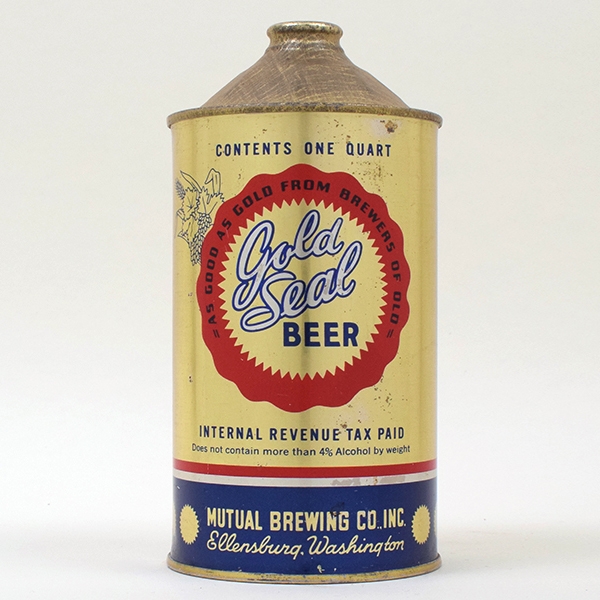 CONTENTS ONE QUART
=AS GOOD AS GOLD FROM BREWERS OF OLD=
Gold
Seal
BEER
INTERNAL REVENUE TAX PAID
Does not contain more than 4% Alcohol by weight
MUTUAL BREWING CO., INC.
Ellensburg, Washington